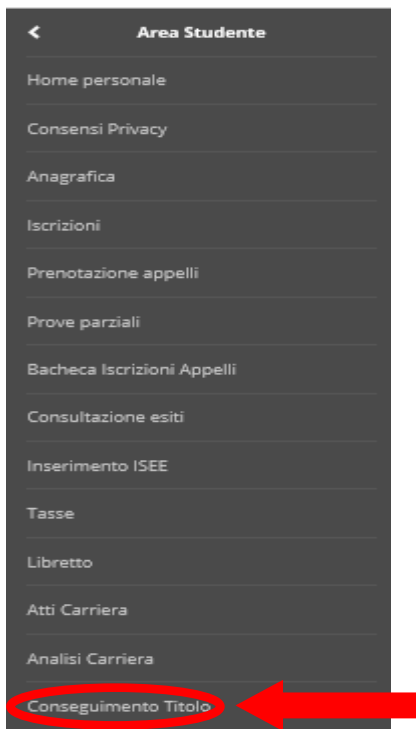 Area Studente
Home personale
Consensi Privacy
Anagrafica
Iscrizioni
Prenotazione appelli
Prove parziali
Bacheca Iscrizioni Appelli
Consultazione esiti
Inserimento ISEE
Tasse
Libretto
Atti Carriera
Analisi Carriera
Conseguimento Titolo